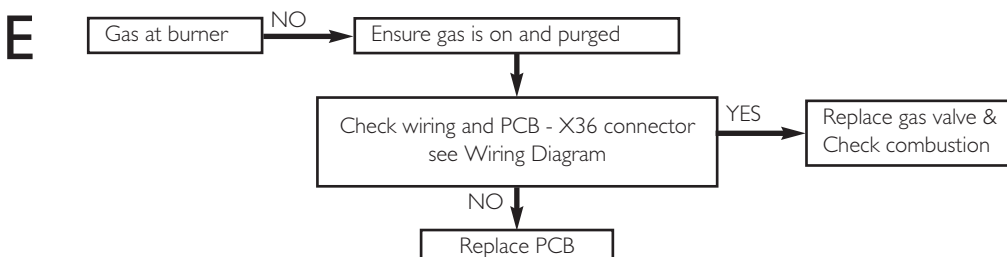 E
Gas at burner
NO
Ensure gas is on and purged
Check wiring and PCB - X36 connector
see Wiring Diagram
YES
Replace gas valve &
Check combustion
NO
Replace PCB